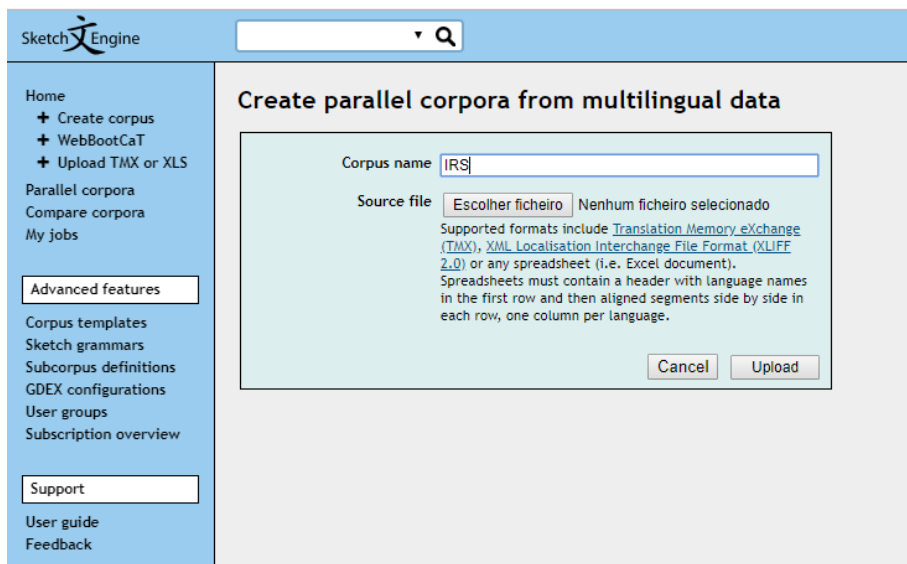 Sketch Engine
Home
+ Create corpus
+ WebBootCaT
+ Upload TMX or XLS
Parallel corpora
Compare corpora
My jobs
Advanced features
Corpus templates
Sketch grammars
Subcorpus definitions
GDEX configurations
User groups
Subscription overview
Support
User guide
Feedback
Create parallel corpora from multilingual data
Corpus name IRS
Source file Escolher ficheiro Nenhum ficheiro selecionado
Supported formats include Translation Memory eXchange
(TMX), XML Localisation Interchange File Format (XLIFF
2.0) or any spreadsheet (i.e. Excel document).
Spreadsheets must contain a header with language names
in the first row and then aligned segments side by side in
each row, one column per language.
Cancel Upload